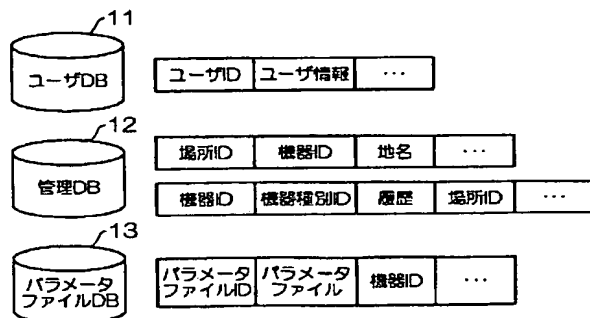 11
ユーザDB
ユーザID ユーザ情報 ···
12
管理DB
場所ID 機器ID 地名 ···
機器ID 機器種別ID 履歴 場所ID ···
13
パラメータ
ファイルDB
パラメータ
ファイルID
パラメータ
ファイル
機器ID
···